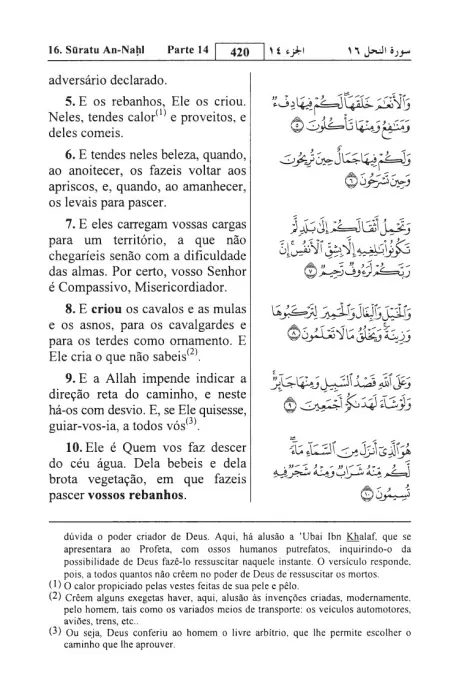 16. Sūratu An-Naḥl Parte 14 420 الجزء ١٤ سورة النحل ١٦
adversário declarado.
5. E os rebanhos, Ele os criou.
Neles, tendes calor(1) e proveitos, e
deles comeis.
6. E tendes neles beleza, quando,
ao anoitecer, os fazeis voltar aos
apriscos, e, quando, ao amanhecer,
os levais para pascer.
7. E eles carregam vossas cargas
para um território, a que não
chegaríeis senão com a dificuldade
das almas. Por certo, vosso Senhor
é Compassivo, Misericordiador.
8. E criou os cavalos e as mulas
e os asnos, para os cavalgardes e
para os terdes como ornamento. E
Ele cria o que não sabeis(2).
9. E a Allah impende indicar a
direção reta do caminho, e neste
há-os com desvio. E, se Ele quisesse,
guiar-vos-ia, a todos vós(3).
10. Ele é Quem vos faz descer
do céu água. Dela bebeis e dela
brota vegetação, em que fazeis
pascer vossos rebanhos.
وَٱلْأَنْعَٰمَ خَلَقَهَا لَكُمْ فِيهَا دِفْءٌ
وَمَنَٰفِعُ وَمِنْهَا تَأْكُلُونَ ٥
وَلَكُمْ فِيهَا جَمَالٌ حِينَ تُرِيحُونَ
وَحِينَ تَسْرَحُونَ ٦
وَتَحْمِلُ أَثْقَالَكُمْ إِلَىٰ بَلَدٍ لَّمْ
تَكُونُوا۟ بَٰلِغِيهِ إِلَّا بِشِقِّ ٱلْأَنفُسِ إِنَّ
رَبَّكُمْ لَرَءُوفٌ رَّحِيمٌ ٧
وَٱلْخَيْلَ وَٱلْبِغَالَ وَٱلْحَمِيرَ لِتَرْكَبُوهَا
وَزِينَةً وَيَخْلُقُ مَا لَا تَعْلَمُونَ ٨
وَعَلَى ٱللَّهِ قَصْدُ ٱلسَّبِيلِ وَمِنْهَا جَآئِرٌ
وَلَوْ شَآءَ لَهَدَىٰكُمْ أَجْمَعِينَ ٩
هُوَ ٱلَّذِىٓ أَنزَلَ مِنَ ٱلسَّمَآءِ مَآءً
لَّكُم مِّنْهُ شَرَابٌ وَمِنْهُ شَجَرٌ فِيهِ
تُسِيمُونَ ١٠
dúvida o poder criador de Deus. Aqui, há alusão a 'Ubai Ibn Khalaf, que se
apresentara ao Profeta, com ossos humanos putrefatos, inquirindo-o da
possibilidade de Deus fazê-lo ressuscitar naquele instante. O versículo responde,
pois, a todos quantos não crêem no poder de Deus de ressuscitar os mortos.
(1) O calor propiciado pelas vestes feitas de sua pele e pêlo.
(2) Crêem alguns exegetas haver, aqui, alusão às invenções criadas, modernamente,
pelo homem, tais como os variados meios de transporte: os veículos automotores,
aviões, trens, etc..
(3) Ou seja, Deus conferiu ao homem o livre arbítrio, que lhe permite escolher o
caminho que lhe aprouver.